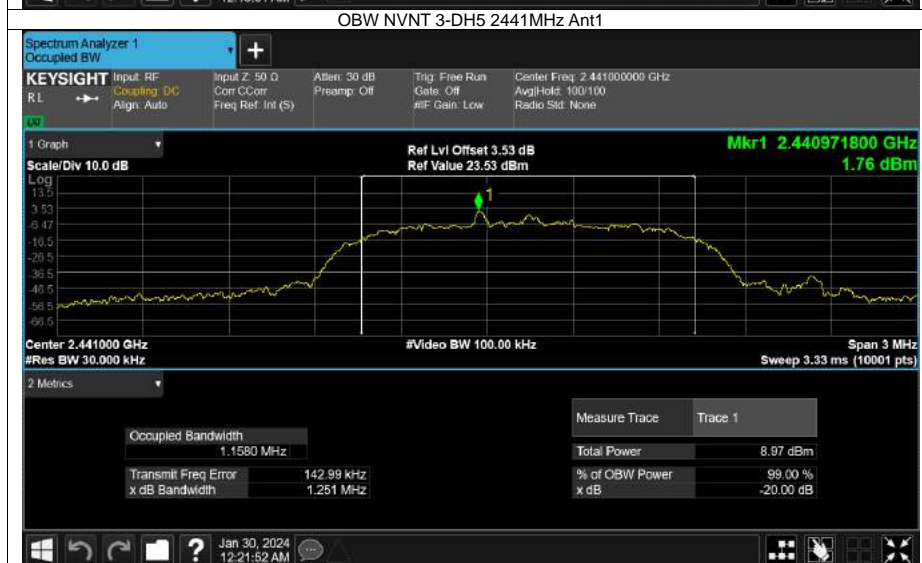 OBW NVNT 3-DH5 2441MHz Ant1
Spectrum Analyzer 1
Occupied BW
+
KEYSIGHT
Input: RF
Input Z: 50 Ω
Atten: 30 dB
Trig: Free Run
Center Freq: 2.441000000 GHz
R L
Coupling: DC
Corr CCorr
Preamp: Off
Gate: Off
Avg|Hold: 100/100
Align: Auto
Freq Ref: Int (S)
#IF Gain: Low
Radio Std: None
LXI
1 Graph
Ref Lvl Offset 3.53 dB
Mkr1 2.440971800 GHz
Scale/Div 10.0 dB
Ref Value 23.53 dBm
1.76 dBm
Log
13.5
1
3.53
-6.47
-16.5
-26.5
-36.5
-46.5
-56.5
-66.5
Center 2.441000 GHz
#Video BW 100.00 kHz
Span 3 MHz
#Res BW 30.000 kHz
Sweep 3.33 ms (10001 pts)
2 Metrics
Measure Trace
Trace 1
Occupied Bandwidth
1.1580 MHz
Total Power
8.97 dBm
Transmit Freq Error
142.99 kHz
% of OBW Power
99.00 %
x dB Bandwidth
1.251 MHz
x dB
-20.00 dB
?
Jan 30, 2024
12:21:52 AM